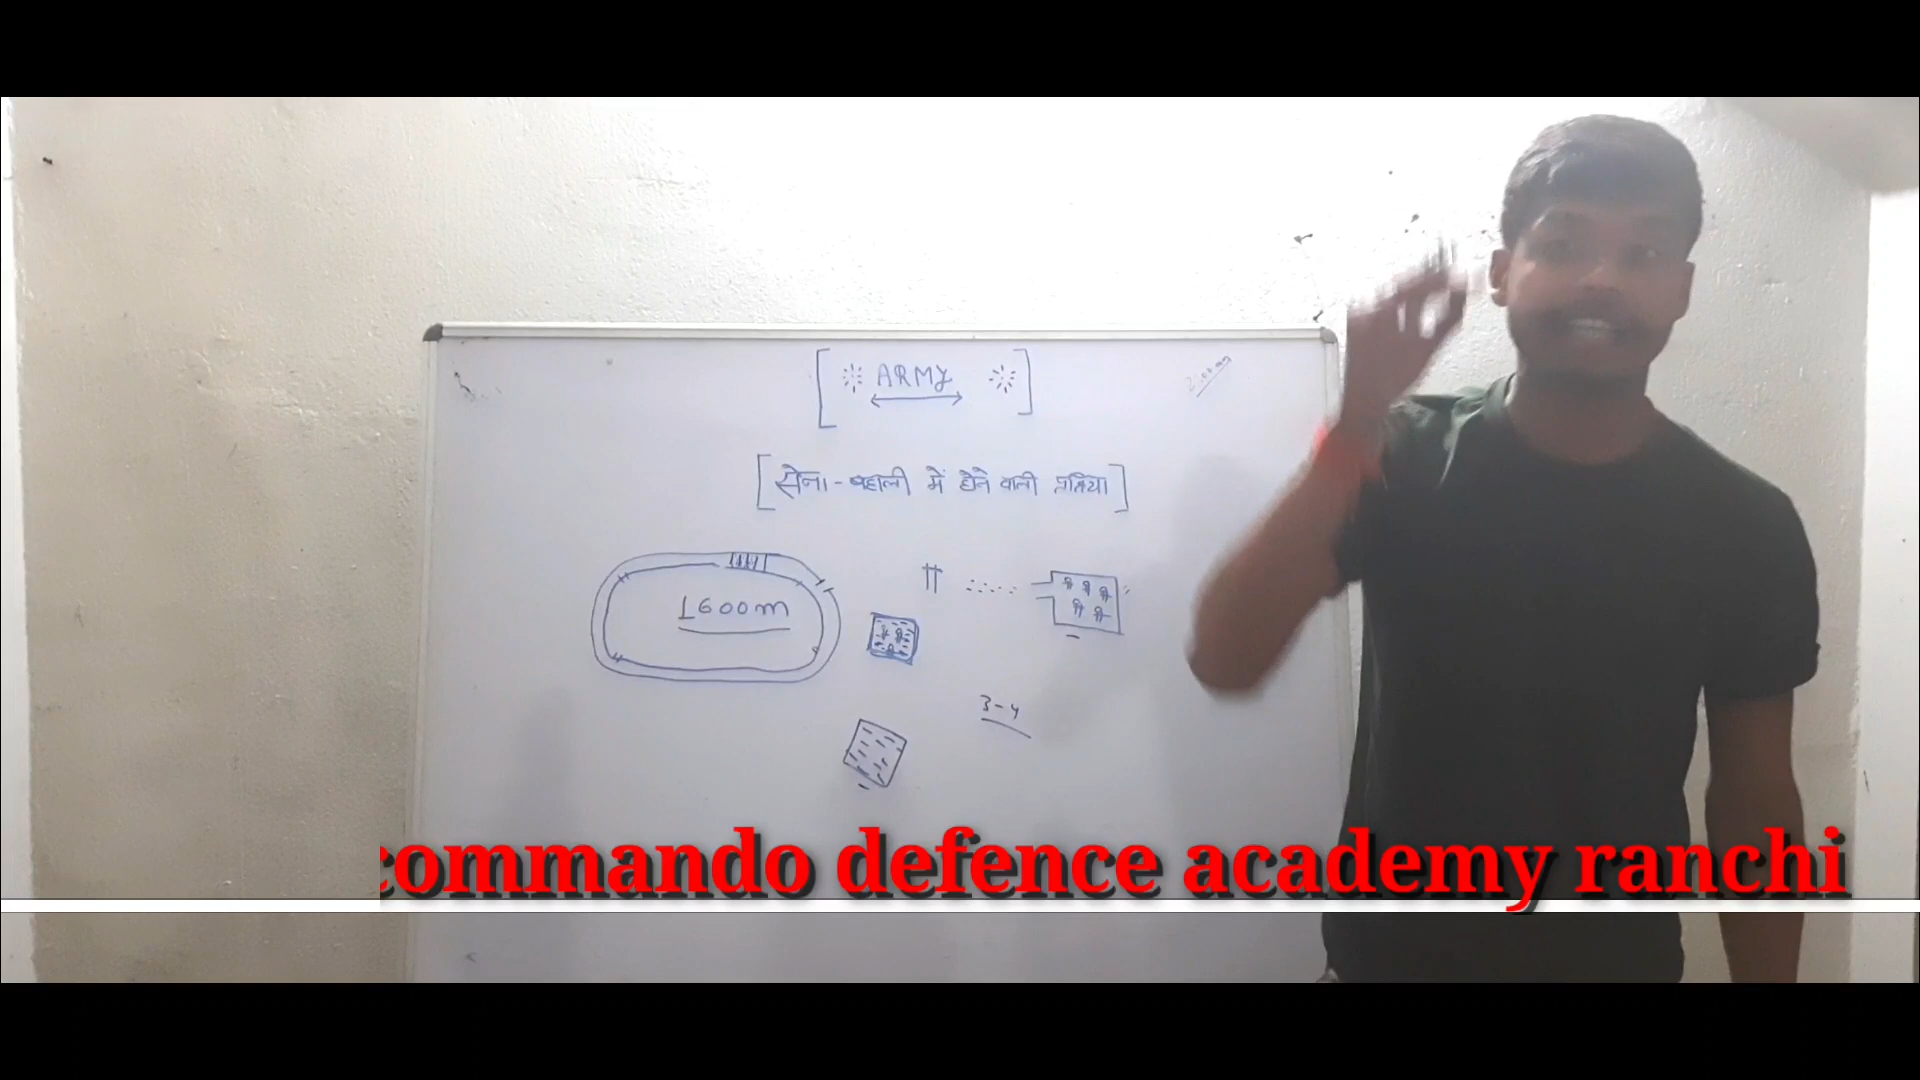 ARMY
सेना-बहाली में होने वाली प्रक्रिया
1600m
3-4
commando defence academy ranchi